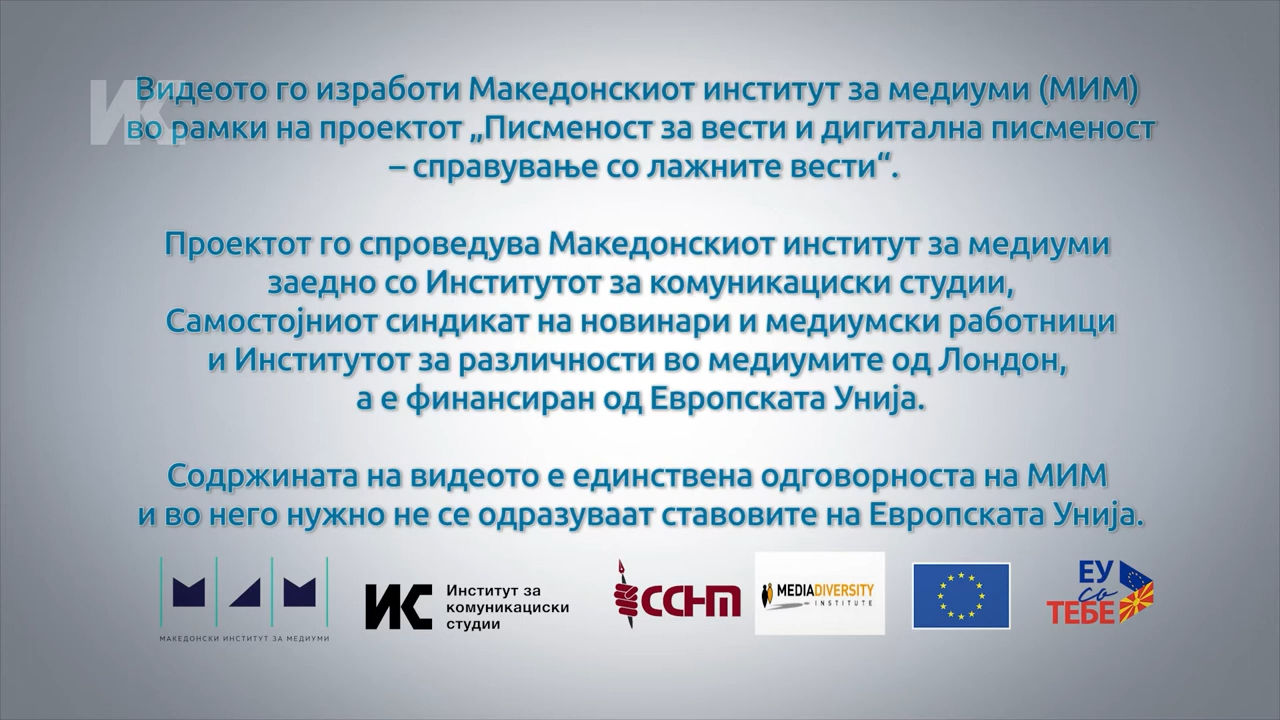 Видеото го изработи Македонскиот институт за медиуми (МИМ)
во рамки на проектот „Писменост за вести и дигитална писменост
– справување со лажните вести“.
Проектот го спроведува Македонскиот институт за медиуми
заедно со Институтот за комуникациски студии,
Самостојниот синдикат на новинари и медиумски работници
и Институтот за различности во медиумите од Лондон,
а е финансиран од Европската Унија.
Содржината на видеото е единствена одговорноста на МИМ
и во него нужно не се одразуваат ставовите на Европската Унија.
МИМ
МАКЕДОНСКИ ИНСТИТУТ ЗА МЕДИУМИ
ИС
Институт за
комуникациски
студии
ССНМ
MEDIADIVERSITY
INSTITUTE
ЕУ
со
ТЕБЕ